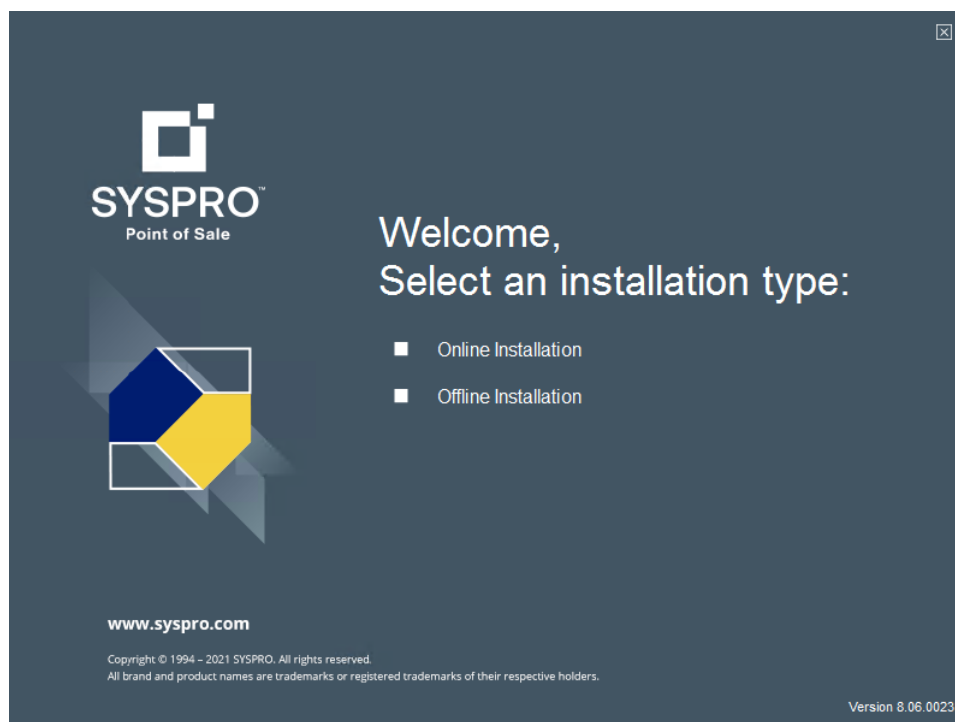 SYSPRO™
Point of Sale
Welcome,
Select an installation type:
Online Installation
Offline Installation
www.syspro.com
Copyright © 1994 – 2021 SYSPRO. All rights reserved.
All brand and product names are trademarks or registered trademarks of their respective holders.
Version 8.06.0023